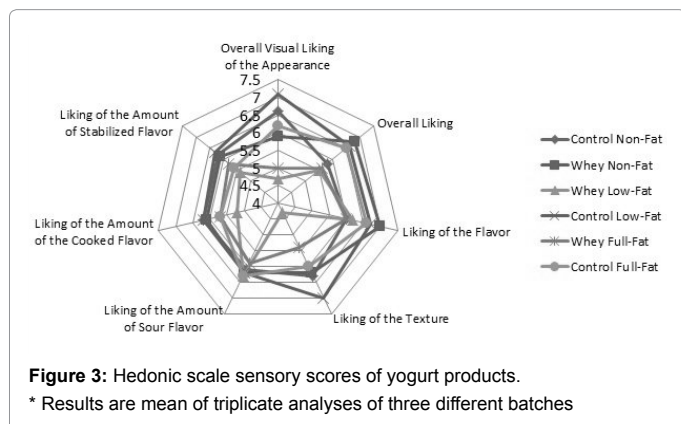 Overall Visual Liking
of the Appearance
7.5
7
6.5
6
5.5
5
4.5
4
Overall Liking
Liking of the Flavor
Liking of the Texture
Liking of the Amount
of Sour Flavor
Liking of the Amount
of the Cooked Flavor
Liking of the Amount
of Stabilized Flavor
Control Non-Fat
Whey Non-Fat
Whey Low-Fat
Control Low-Fat
Whey Full-Fat
Control Full-Fat
Figure 3: Hedonic scale sensory scores of yogurt products.
* Results are mean of triplicate analyses of three different batches